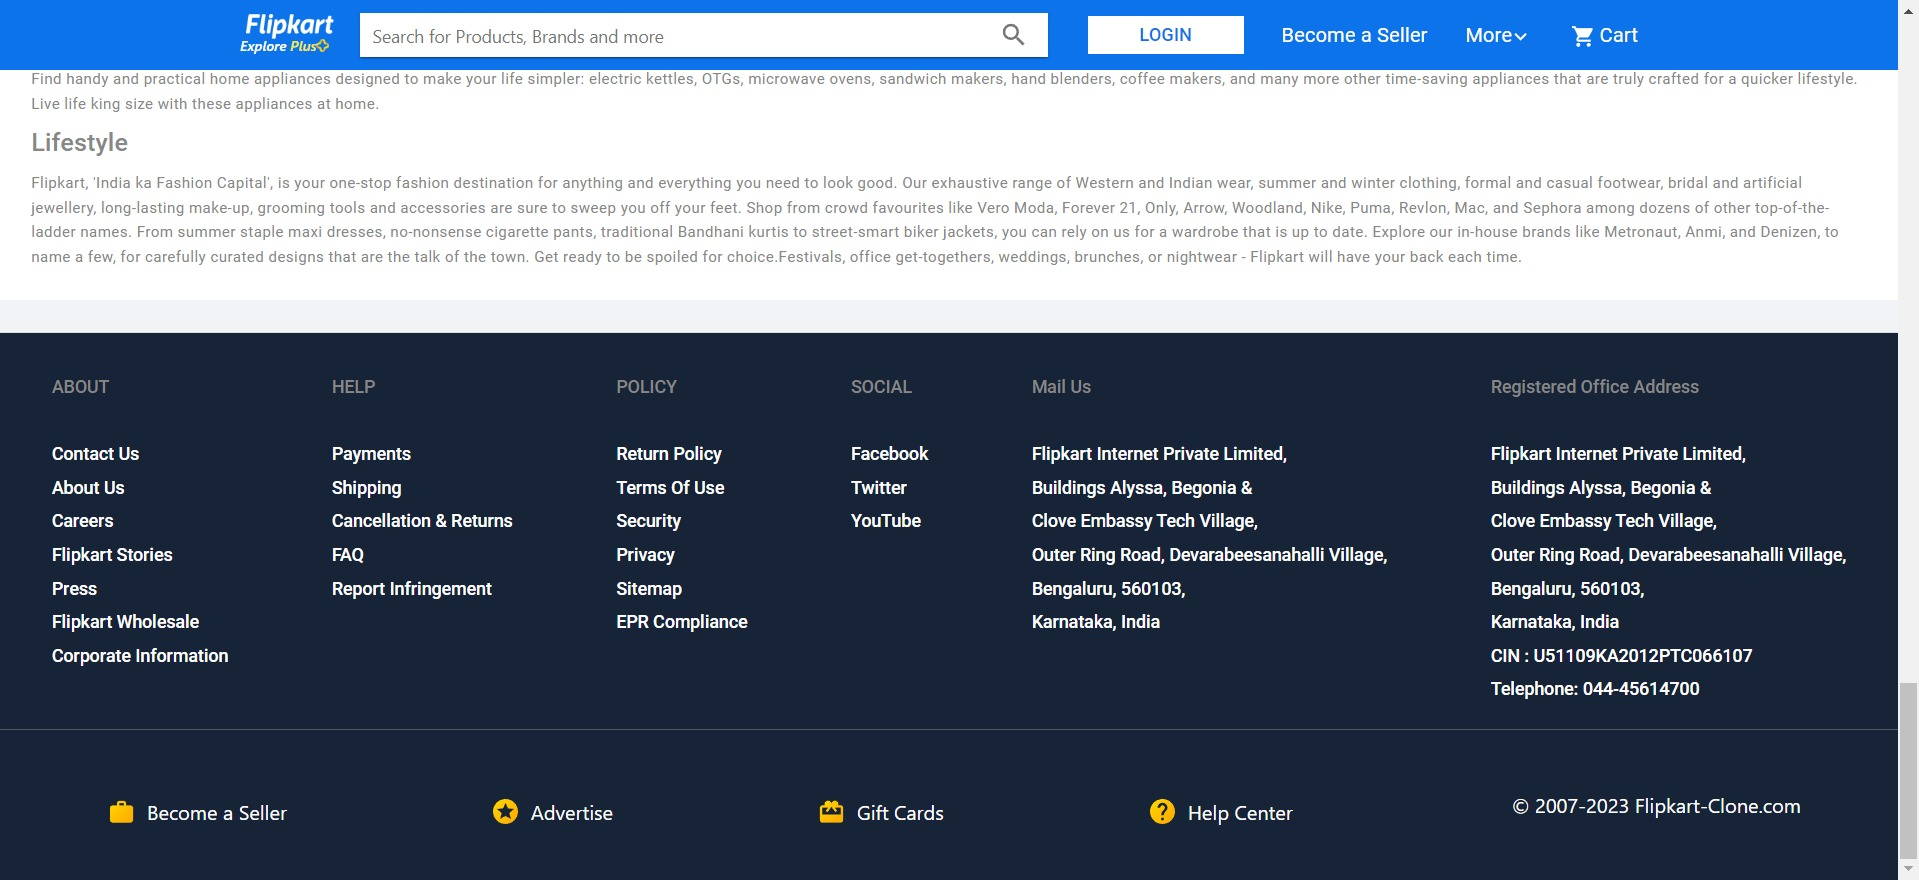 Flipkart
Explore Plus
Search for Products, Brands and more
LOGIN
Become a Seller
More
Cart
Find handy and practical home appliances designed to make your life simpler: electric kettles, OTGs, microwave ovens, sandwich makers, hand blenders, coffee makers, and many more other time-saving appliances that are truly crafted for a quicker lifestyle.
Live life king size with these appliances at home.
Lifestyle
Flipkart, 'India ka Fashion Capital', is your one-stop fashion destination for anything and everything you need to look good. Our exhaustive range of Western and Indian wear, summer and winter clothing, formal and casual footwear, bridal and artificial
jewellery, long-lasting make-up, grooming tools and accessories are sure to sweep you off your feet. Shop from crowd favourites like Vero Moda, Forever 21, Only, Arrow, Woodland, Nike, Puma, Revlon, Mac, and Sephora among dozens of other top-of-the-
ladder names. From summer staple maxi dresses, no-nonsense cigarette pants, traditional Bandhani kurtis to street-smart biker jackets, you can rely on us for a wardrobe that is up to date. Explore our in-house brands like Metronaut, Anmi, and Denizen, to
name a few, for carefully curated designs that are the talk of the town. Get ready to be spoiled for choice.Festivals, office get-togethers, weddings, brunches, or nightwear - Flipkart will have your back each time.
ABOUT
Contact Us
About Us
Careers
Flipkart Stories
Press
Flipkart Wholesale
Corporate Information
HELP
Payments
Shipping
Cancellation & Returns
FAQ
Report Infringement
POLICY
Return Policy
Terms Of Use
Security
Privacy
Sitemap
EPR Compliance
SOCIAL
Facebook
Twitter
YouTube
Mail Us
Flipkart Internet Private Limited,
Buildings Alyssa, Begonia &
Clove Embassy Tech Village,
Outer Ring Road, Devarabeesanahalli Village,
Bengaluru, 560103,
Karnataka, India
Registered Office Address
Flipkart Internet Private Limited,
Buildings Alyssa, Begonia &
Clove Embassy Tech Village,
Outer Ring Road, Devarabeesanahalli Village,
Bengaluru, 560103,
Karnataka, India
CIN : U51109KA2012PTC066107
Telephone: 044-45614700
Become a Seller
Advertise
Gift Cards
Help Center
© 2007-2023 Flipkart-Clone.com